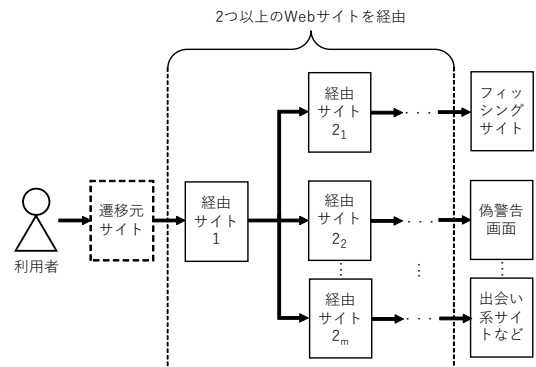 2つ以上のWebサイトを経由
経由
サイト
2₁
・・・
フィッ
シング
サイト
利用者
遷移元
サイト
経由
サイト
1
経由
サイト
2₂
・・・
偽警告
画面
・・・
・・・
・・・
経由
サイト
2ₘ
・・・
出会い
系サイ
トなど